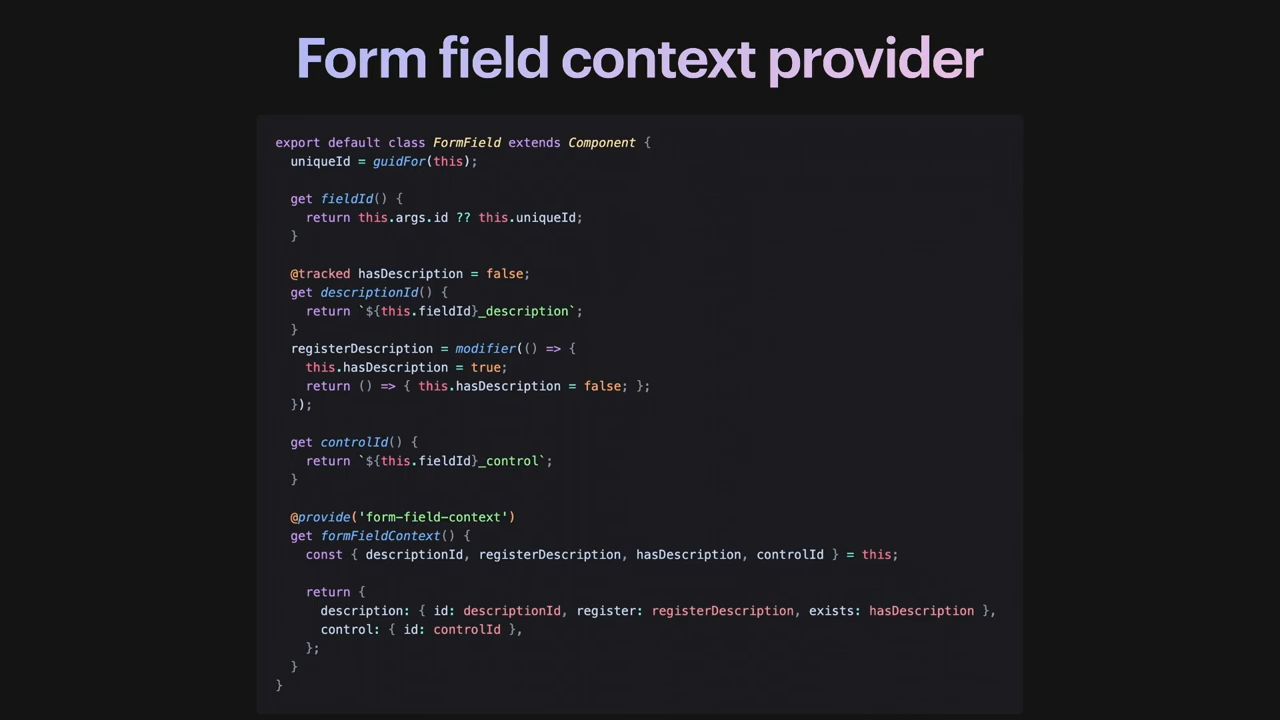 Form field context provider
export default class FormField extends Component {
uniqueId = guidFor(this);
get fieldId() {
return this.args.id ?? this.uniqueId;
}
@tracked hasDescription = false;
get descriptionId() {
return `${this.fieldId}_description`;
}
registerDescription = modifier(() => {
this.hasDescription = true;
return () => { this.hasDescription = false; };
});
get controlId() {
return `${this.fieldId}_control`;
}
@provide('form-field-context')
get formFieldContext() {
const { descriptionId, registerDescription, hasDescription, controlId } = this;
return {
description: { id: descriptionId, register: registerDescription, exists: hasDescription },
control: { id: controlId },
};
}
}